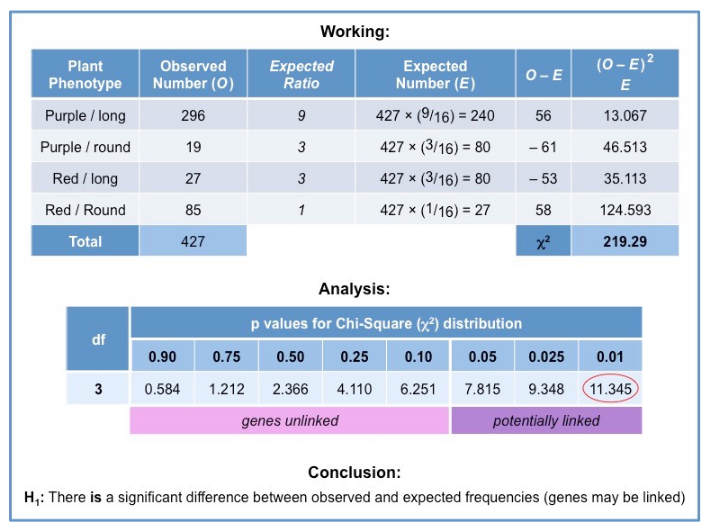 Working:
Plant Phenotype | Observed Number (O) | Expected Ratio | Expected Number (E) | O – E | (O – E)² E
Purple / long | 296 | 9 | 427 × (9/16) = 240 | 56 | 13.067
Purple / round | 19 | 3 | 427 × (3/16) = 80 | – 61 | 46.513
Red / long | 27 | 3 | 427 × (3/16) = 80 | – 53 | 35.113
Red / Round | 85 | 1 | 427 × (1/16) = 27 | 58 | 124.593
Total | 427 | χ² | 219.29
Analysis:
df | p values for Chi-Square (χ²) distribution
0.90 | 0.75 | 0.50 | 0.25 | 0.10 | 0.05 | 0.025 | 0.01
3 | 0.584 | 1.212 | 2.366 | 4.110 | 6.251 | 7.815 | 9.348 | 11.345
genes unlinked | potentially linked
Conclusion:
H₁: There is a significant difference between observed and expected frequencies (genes may be linked)